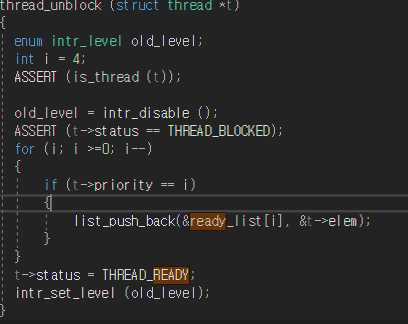 thread_unblock (struct thread *t)
{
enum intr_level old_level;
int i = 4;
ASSERT (is_thread (t));
old_level = intr_disable ();
ASSERT (t->status == THREAD_BLOCKED);
for (i; i >=0; i--)
{
if (t->priority == i)
{
list_push_back(&ready_list[i], &t->elem);
}
}
t->status = THREAD_READY;
intr_set_level (old_level);
}